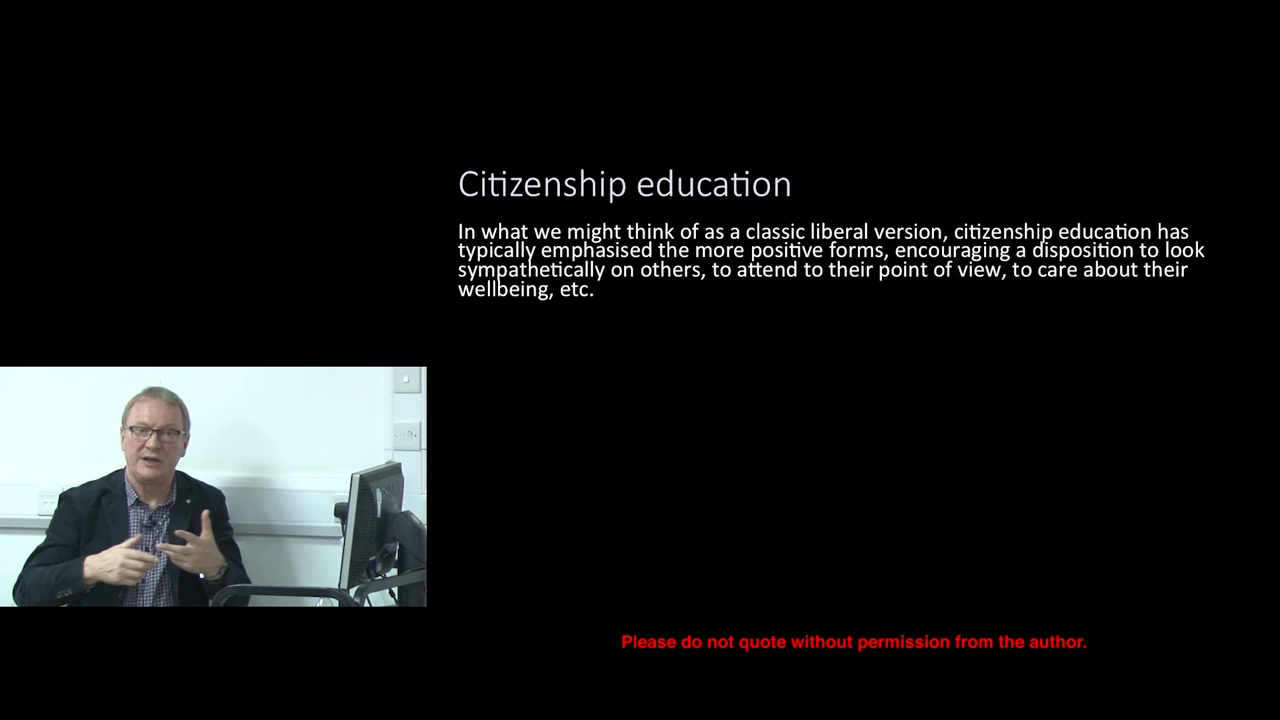 Citizenship education
In what we might think of as a classic liberal version, citizenship education has
typically emphasised the more positive forms, encouraging a disposition to look
sympathetically on others, to attend to their point of view, to care about their
wellbeing, etc.
Please do not quote without permission from the author.